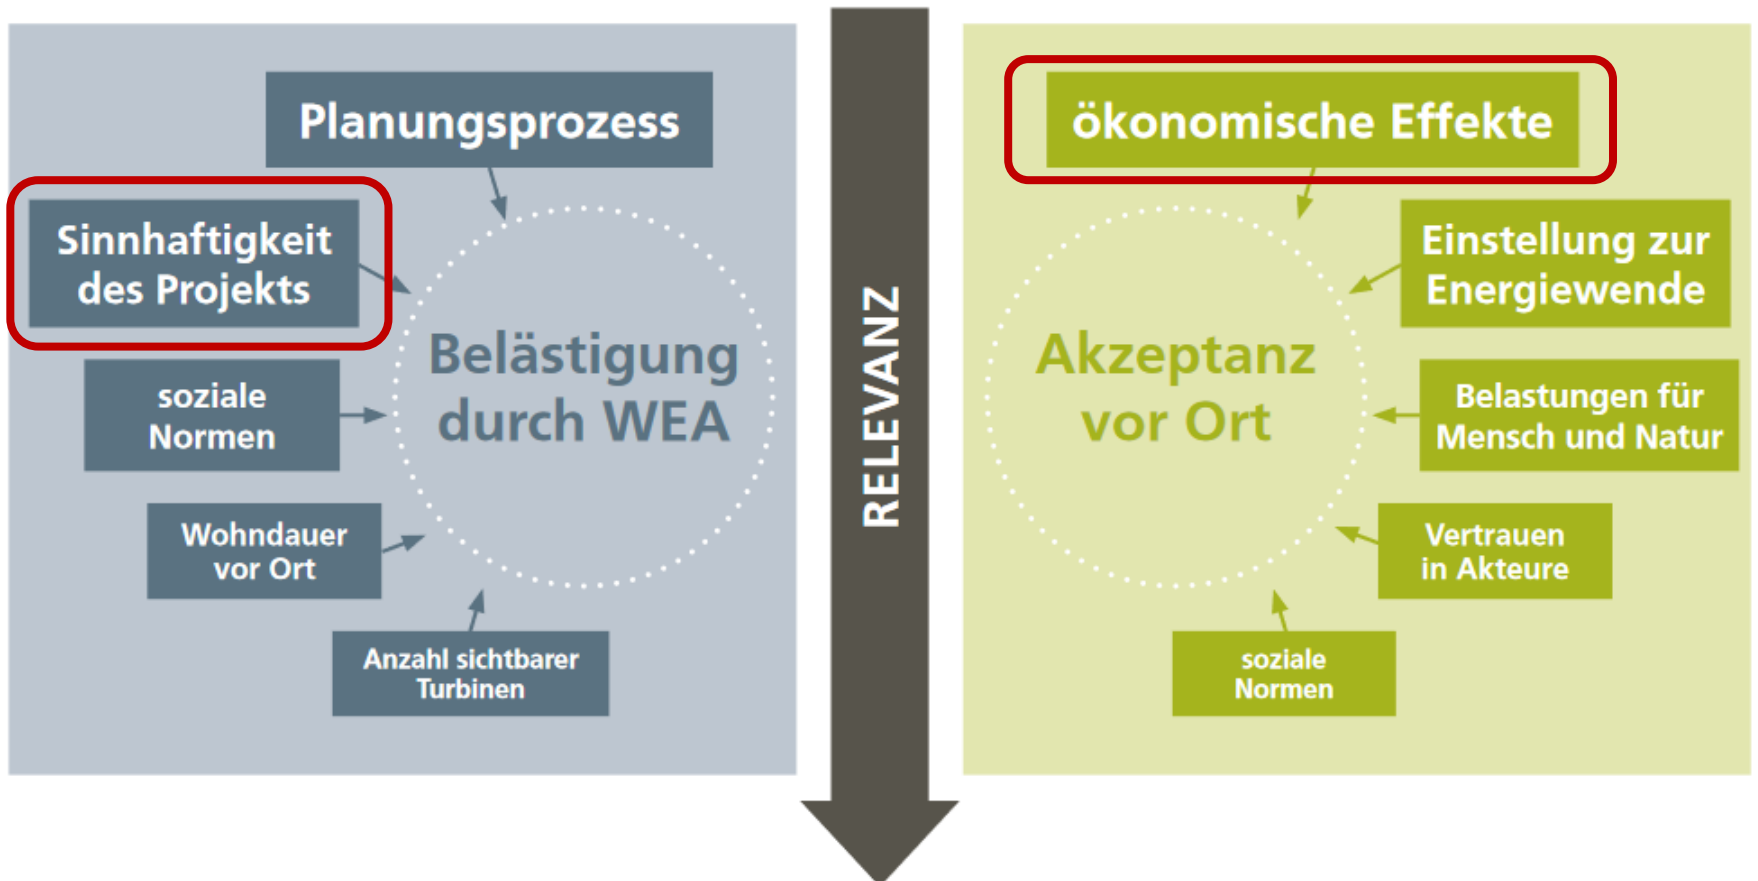 Planungsprozess
Sinnhaftigkeit
des Projekts
soziale
Normen
Wohndauer
vor Ort
Anzahl sichtbarer
Turbinen
Belästigung
durch WEA
RELEVANZ
ökonomische Effekte
Einstellung zur
Energiewende
Belastungen für
Mensch und Natur
Vertrauen
in Akteure
soziale
Normen
Akzeptanz
vor Ort